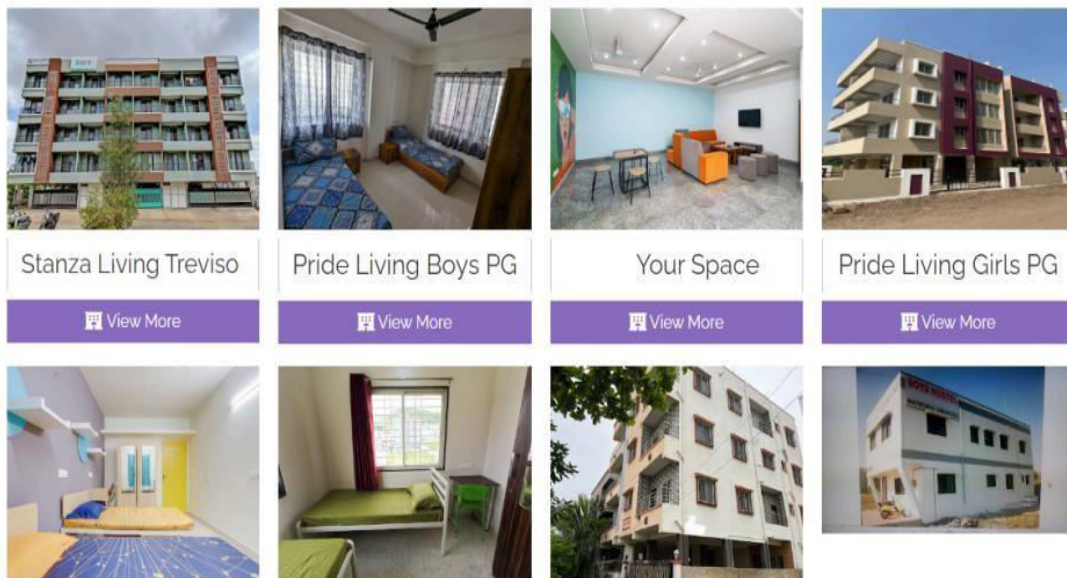 Stanza Living Treviso
Pride Living Boys PG
Your Space
Pride Living Girls PG
View More
View More
View More
View More
BOYS HOSTEL